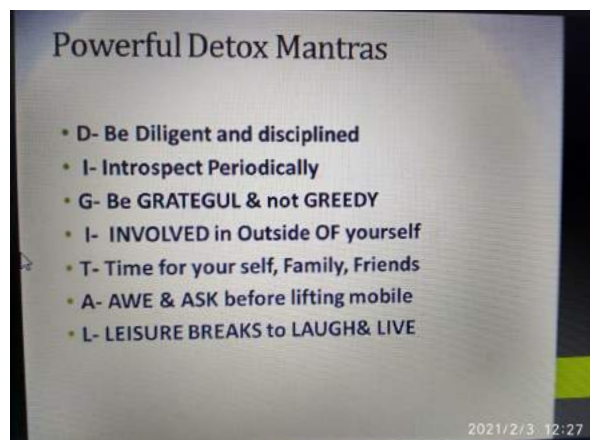 Powerful Detox Mantras
• D- Be Diligent and disciplined
• I- Introspect Periodically
• G- Be GRATEGUL & not GREEDY
• I- INVOLVED in Outside OF yourself
• T- Time for your self, Family, Friends
• A- AWE & ASK before lifting mobile
• L- LEISURE BREAKS to LAUGH& LIVE
2021/2/3 12:27